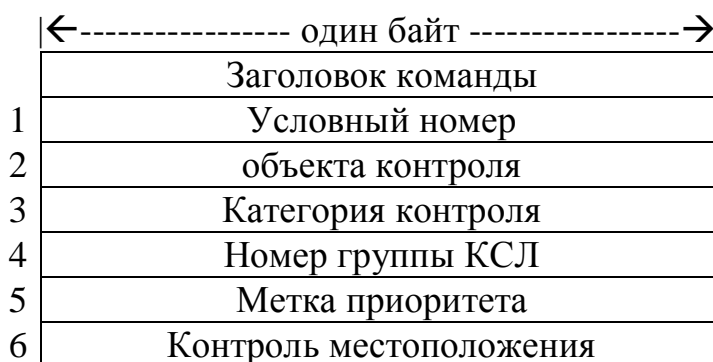 |←----------------- один байт -----------------→
Заголовок команды
1 Условный номер
2 объекта контроля
3 Категория контроля
4 Номер группы КСЛ
5 Метка приоритета
6 Контроль местоположения